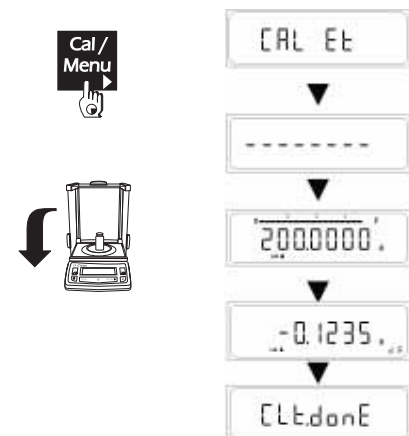 Cal /
Menu
CAL Et
--------
200.0000 g
-0.1235 g
CLt.donE